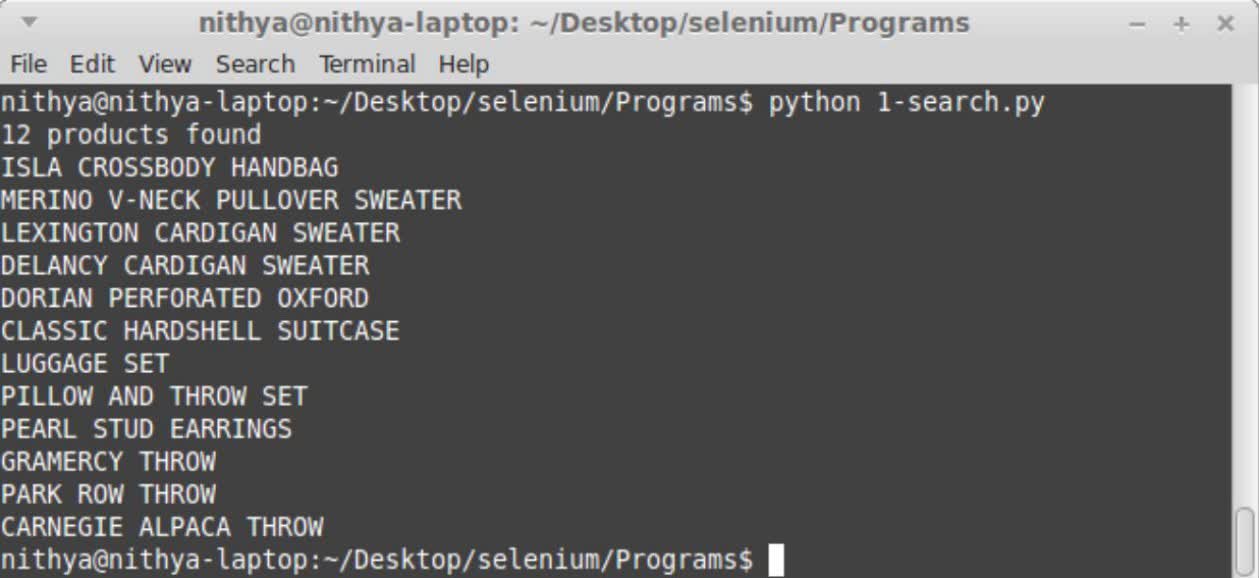 nithya@nithya-laptop: ~/Desktop/selenium/Programs
File Edit View Search Terminal Help
nithya@nithya-laptop:~/Desktop/selenium/Programs$ python 1-search.py
12 products found
ISLA CROSSBODY HANDBAG
MERINO V-NECK PULLOVER SWEATER
LEXINGTON CARDIGAN SWEATER
DELANCY CARDIGAN SWEATER
DORIAN PERFORATED OXFORD
CLASSIC HARDSHELL SUITCASE
LUGGAGE SET
PILLOW AND THROW SET
PEARL STUD EARRINGS
GRAMERCY THROW
PARK ROW THROW
CARNEGIE ALPACA THROW
nithya@nithya-laptop:~/Desktop/selenium/Programs$